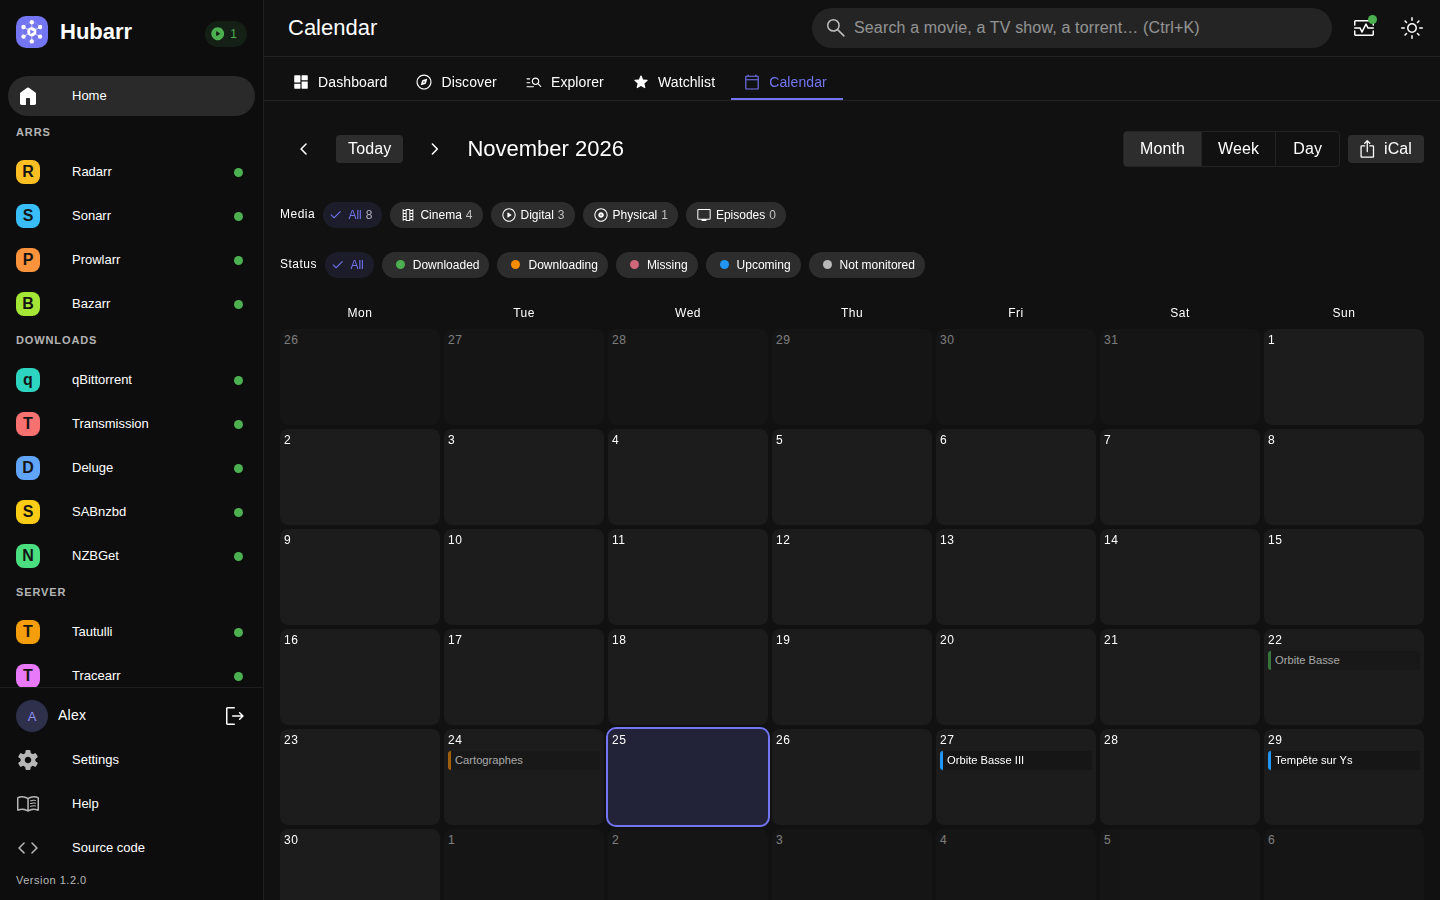 Hubarr
1
Home
ARRS
R Radarr
S Sonarr
P Prowlarr
B Bazarr
DOWNLOADS
q qBittorrent
T Transmission
D Deluge
S SABnzbd
N NZBGet
SERVER
T Tautulli
T Tracearr
A Alex
Settings
Help
Source code
Version 1.2.0
Calendar
Search a movie, a TV show, a torrent… (Ctrl+K)
Dashboard Discover Explorer Watchlist Calendar
Today November 2026 Month Week Day iCal
Media All 8 Cinema 4 Digital 3 Physical 1 Episodes 0
Status All Downloaded Downloading Missing Upcoming Not monitored
Mon Tue Wed Thu Fri Sat Sun
26 27 28 29 30 31 1
2 3 4 5 6 7 8
9 10 11 12 13 14 15
16 17 18 19 20 21 22
Orbite Basse
23 24 25 26 27 28 29
Cartographes Orbite Basse III Tempête sur Ys
30 1 2 3 4 5 6